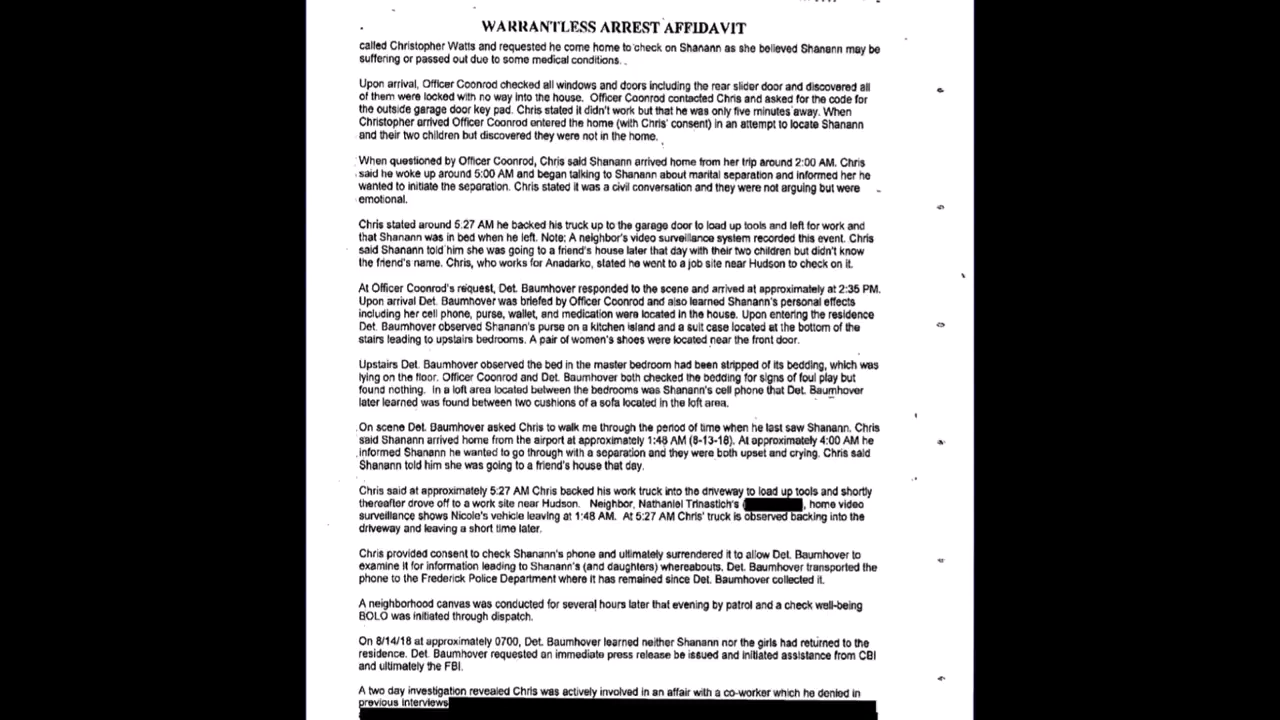 WARRANTLESS ARREST AFFIDAVIT
called Christopher Watts and requested he come home to check on Shanann as she believed Shanann may be
suffering or passed out due to some medical conditions.
Upon arrival, Officer Coonrod checked all windows and doors including the rear slider door and discovered all
of them were locked with no way into the house. Officer Coonrod contacted Chris and asked for the code for
the outside garage door key pad. Chris stated it didn't work but that he was only five minutes away. When
Christopher arrived Officer Coonrod entered the home (with Chris' consent) in an attempt to locate Shanann
and their two children but discovered they were not in the home.
When questioned by Officer Coonrod, Chris said Shanann arrived home from her trip around 2:00 AM. Chris
said he woke up around 5:00 AM and began talking to Shanann about marital separation and informed her he
wanted to initiate the separation. Chris stated it was a civil conversation and they were not arguing but were
emotional.
Chris stated around 5:27 AM he backed his truck up to the garage door to load up tools and left for work and
that Shanann was in bed when he left. Note: A neighbor's video surveillance system recorded this event. Chris
said Shanann told him she was going to a friend's house later that day with their two children but didn't know
the friend's name. Chris, who works for Anadarko, stated he went to a job site near Hudson to check on it.
At Officer Coonrod's request, Det. Baumhover responded to the scene and arrived at approximately at 2:35 PM.
Upon arrival Det. Baumhover was briefed by Officer Coonrod and also learned Shanann's personal effects
including her cell phone, purse, wallet, and medication were located in the house. Upon entering the residence
Det. Baumhover observed Shanann's purse on a kitchen island and a suit case located at the bottom of the
stairs leading to upstairs bedrooms. A pair of women's shoes were located near the front door.
Upstairs Det. Baumhover observed the bed in the master bedroom had been stripped of its bedding, which was
lying on the floor. Officer Coonrod and Det. Baumhover both checked the bedding for signs of foul play but
found nothing. In a loft area located between the bedrooms was Shanann's cell phone that Det. Baumhover
later learned was found between two cushions of a sofa located in the loft area.
On scene Det. Baumhover asked Chris to walk me through the period of time when he last saw Shanann. Chris
said Shanann arrived home from the airport at approximately 1:48 AM (8-13-18). At approximately 4:00 AM he
informed Shanann he wanted to go through with a separation and they were both upset and crying. Chris said
Shanann told him she was going to a friend's house that day.
Chris said at approximately 5:27 AM Chris backed his work truck into the driveway to load up tools and shortly
thereafter drove off to a work site near Hudson. Neighbor, Nathaniel Trinastich's ( , home video
surveillance shows Nicole's vehicle leaving at 1:48 AM. At 5:27 AM Chris' truck is observed backing into the
driveway and leaving a short time later.
Chris provided consent to check Shanann's phone and ultimately surrendered it to allow Det. Baumhover to
examine it for information leading to Shanann's (and daughters) whereabouts. Det. Baumhover transported the
phone to the Frederick Police Department where it has remained since Det. Baumhover collected it.
A neighborhood canvas was conducted for several hours later that evening by patrol and a check well-being
BOLO was initiated through dispatch.
On 8/14/18 at approximately 0700, Det. Baumhover learned neither Shanann nor the girls had returned to the
residence. Det. Baumhover requested an immediate press release be issued and initiated assistance from CBI
and ultimately the FBI.
A two day investigation revealed Chris was actively involved in an affair with a co-worker which he denied in
previous interviews